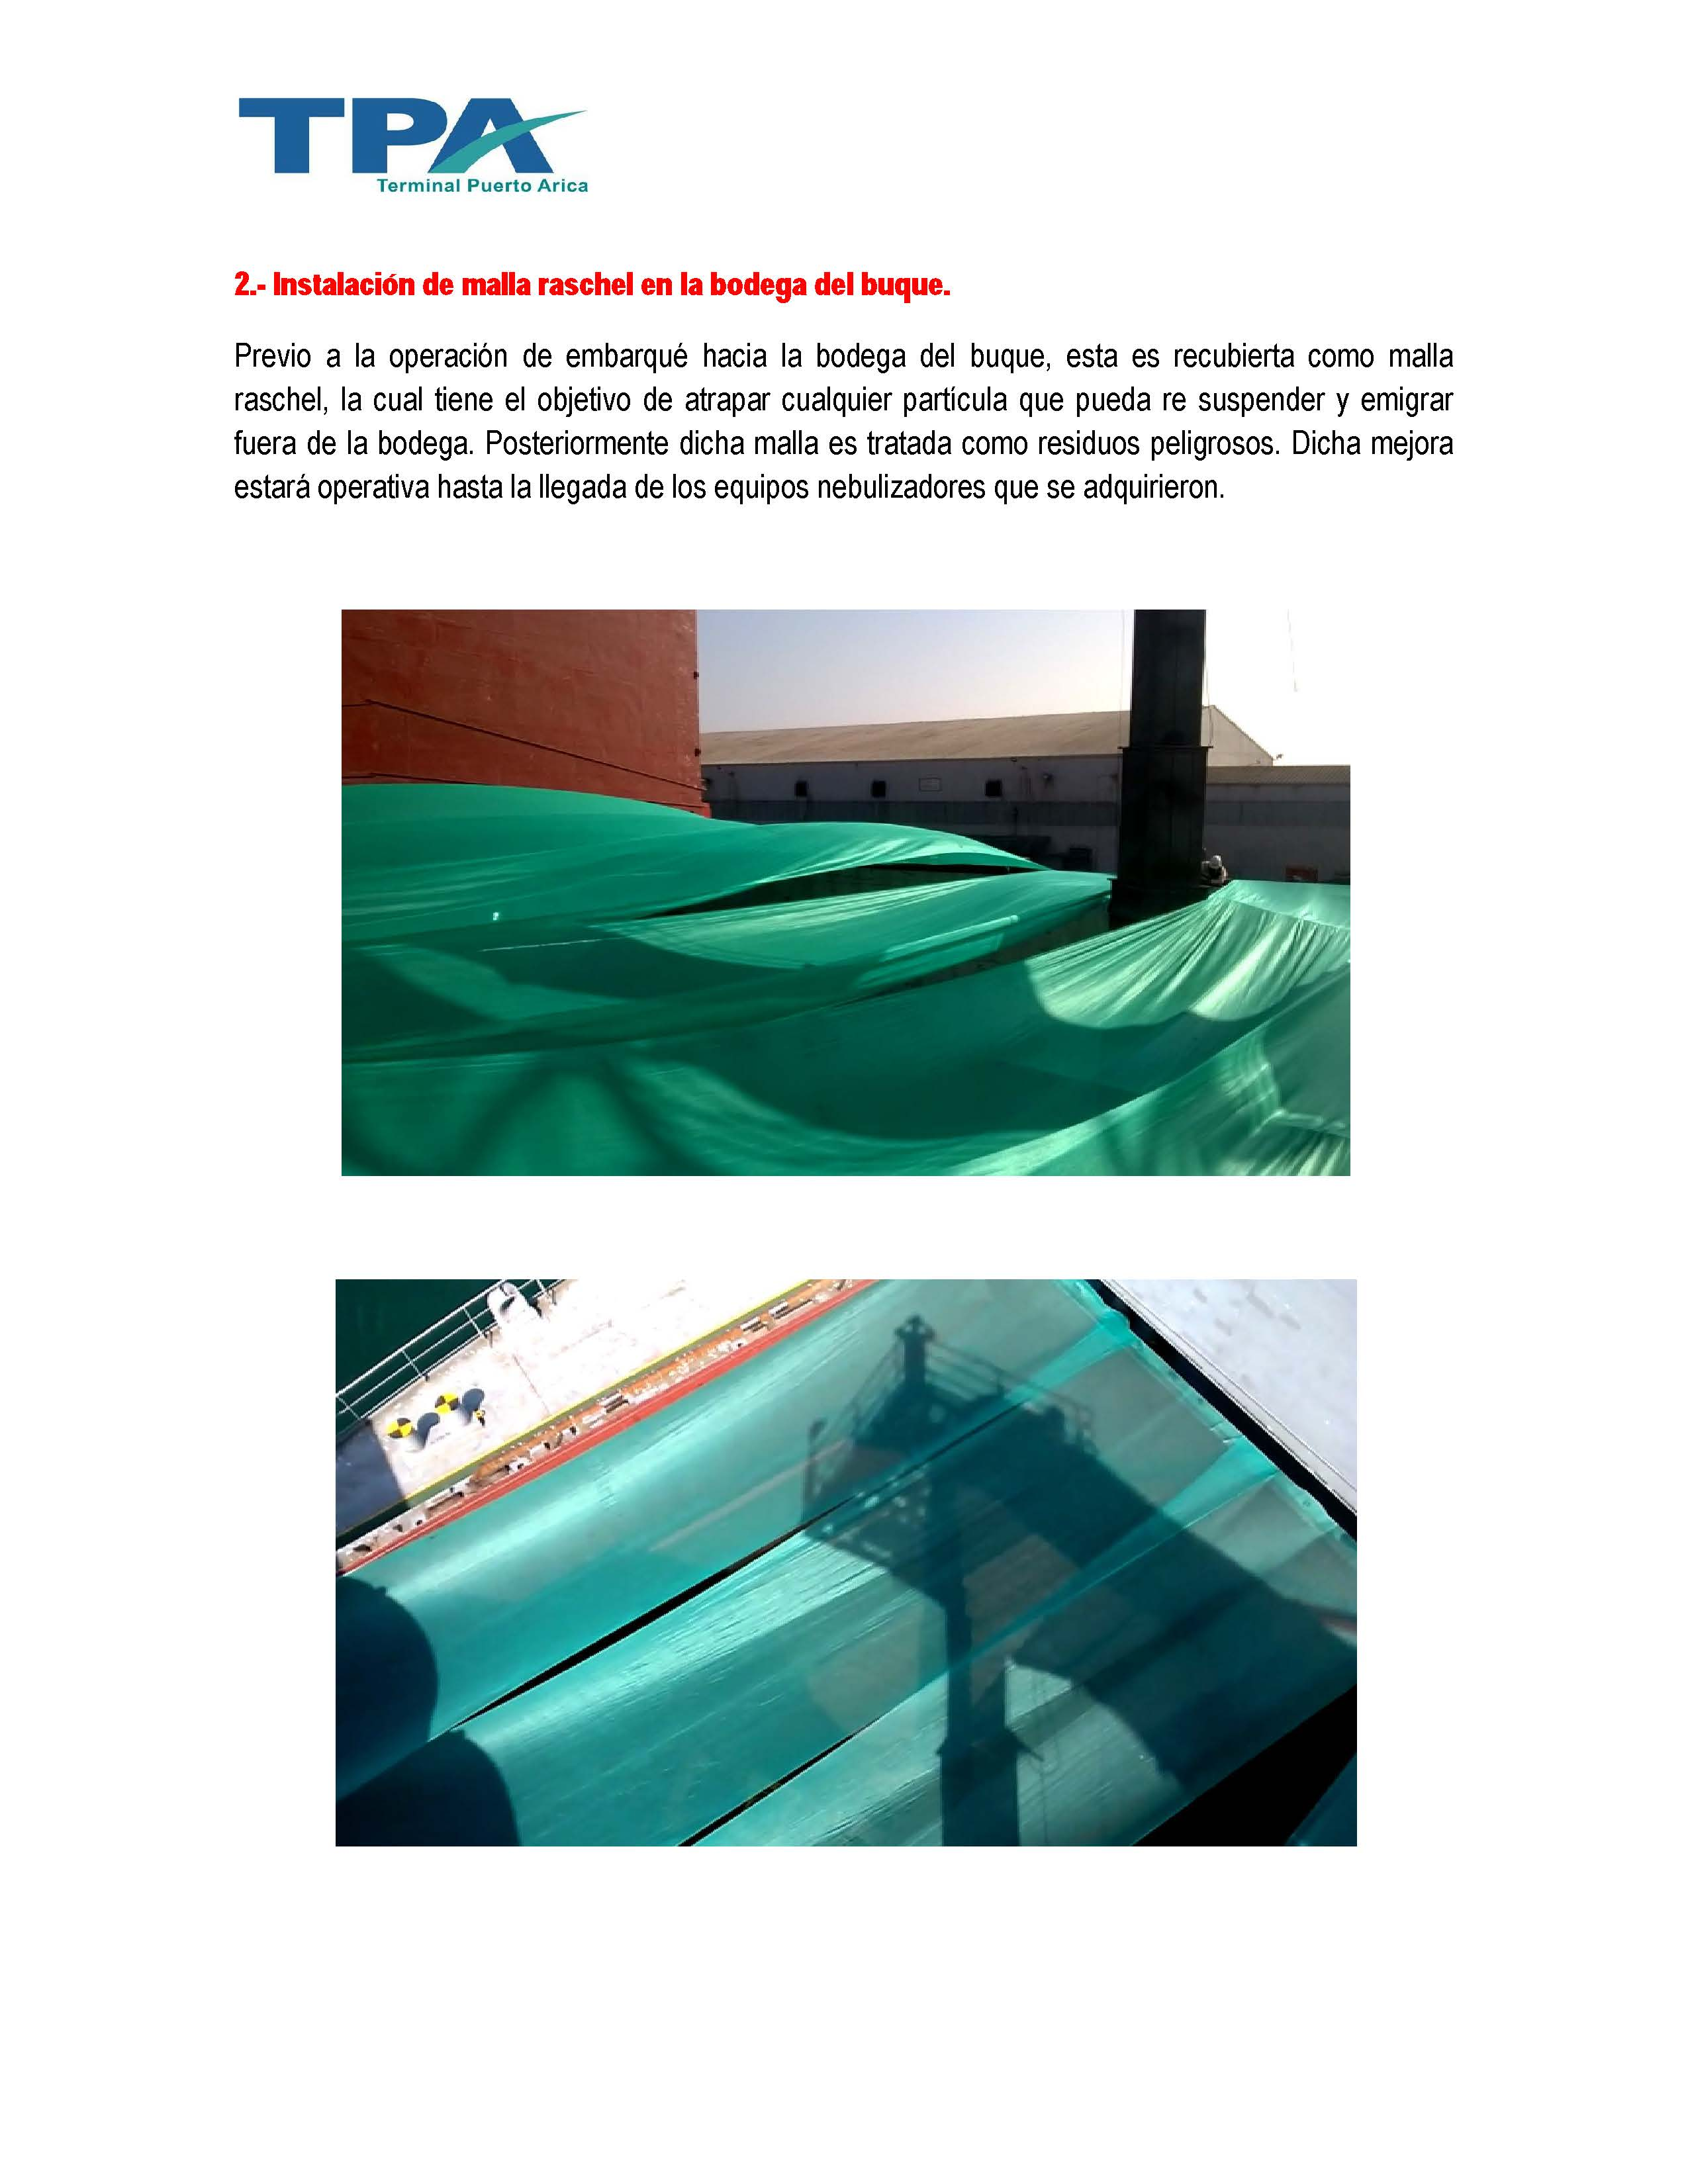 TPA
Terminal Puerto Arica
2.- Instalación de malla raschel en la bodega del buque.
Previo a la operación de embarqué hacia la bodega del buque, esta es recubierta como malla
raschel, la cual tiene el objetivo de atrapar cualquier partícula que pueda re suspender y emigrar
fuera de la bodega. Posteriormente dicha malla es tratada como residuos peligrosos. Dicha mejora
estará operativa hasta la llegada de los equipos nebulizadores que se adquirieron.